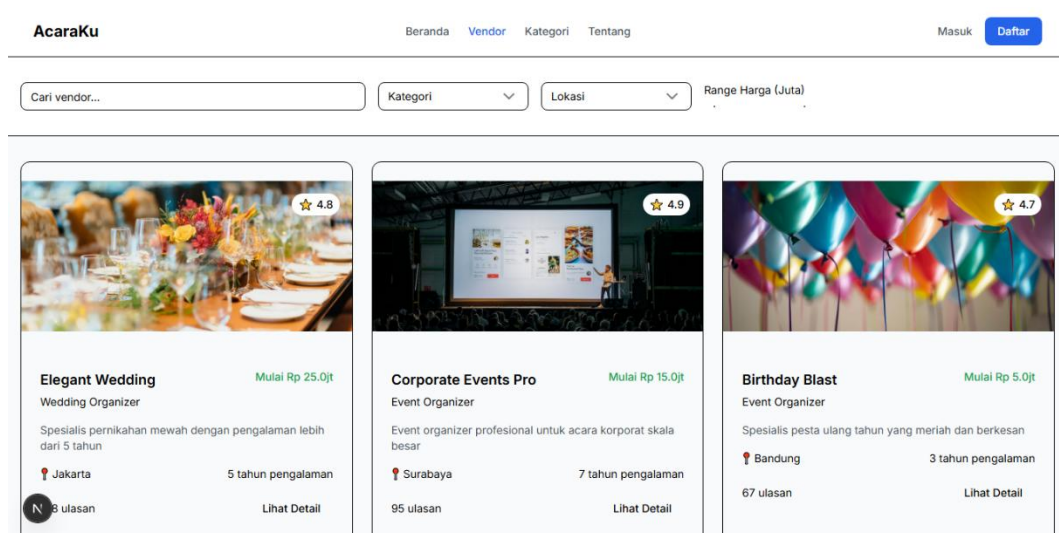 AcaraKu
Beranda Vendor Kategori Tentang
Masuk Daftar
Cari vendor...
Kategori
Lokasi
Range Harga (Juta)
4.8
4.9
4.7
Elegant Wedding
Mulai Rp 25.0jt
Wedding Organizer
Spesialis pernikahan mewah dengan pengalaman lebih
dari 5 tahun
Jakarta
5 tahun pengalaman
8 ulasan
Lihat Detail
Corporate Events Pro
Mulai Rp 15.0jt
Event Organizer
Event organizer profesional untuk acara korporat skala
besar
Surabaya
7 tahun pengalaman
95 ulasan
Lihat Detail
Birthday Blast
Mulai Rp 5.0jt
Event Organizer
Spesialis pesta ulang tahun yang meriah dan berkesan
Bandung
3 tahun pengalaman
67 ulasan
Lihat Detail
N